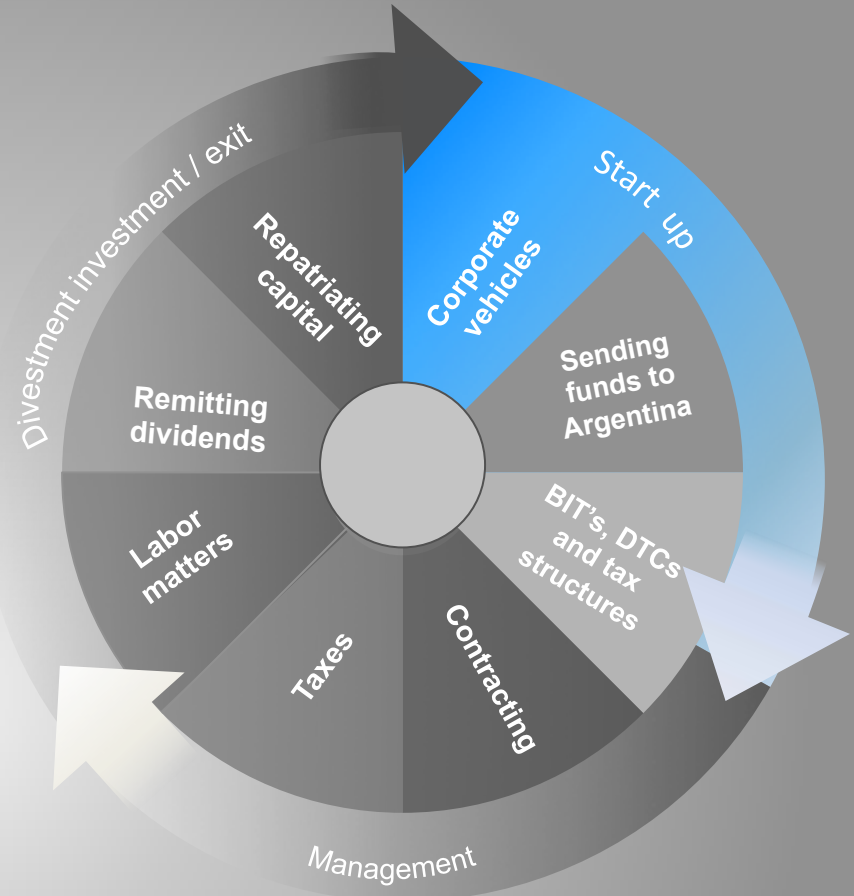 Start up
Corporate
vehicles
Sending
funds to
Argentina
BIT's, DTCs
and tax
structures
Contracting
Management
Taxes
Labor
matters
Remitting
dividends
Divestment investment / exit
Repatriating
capital